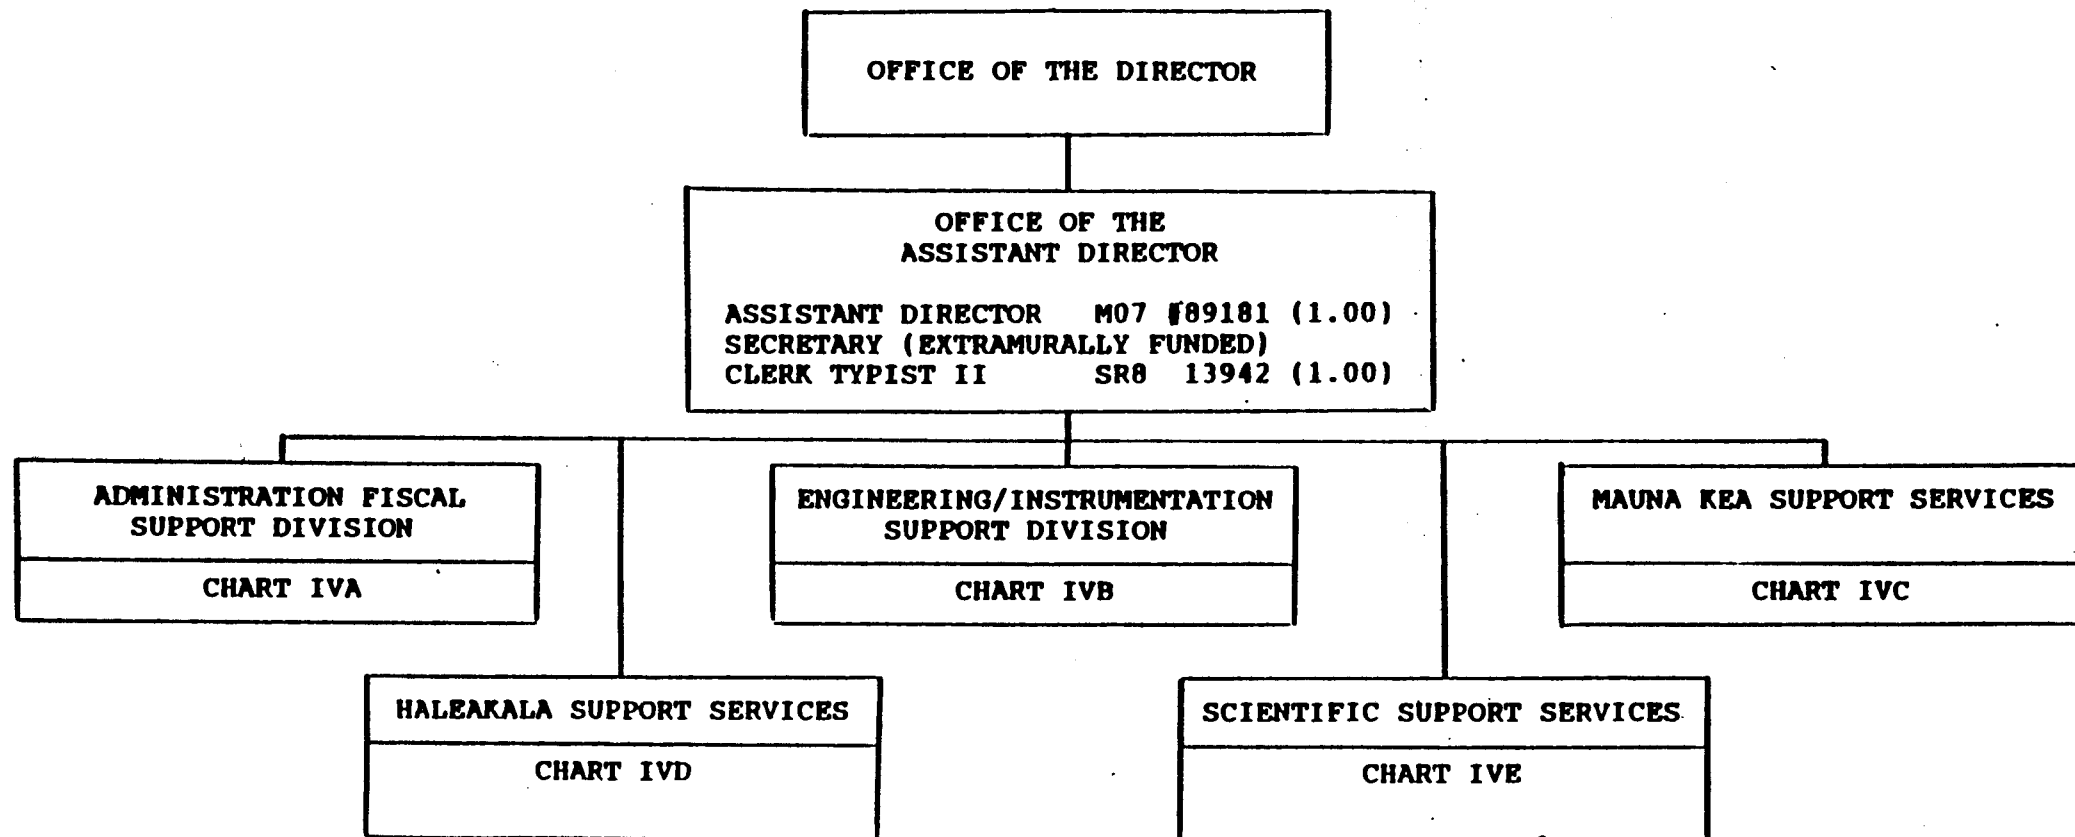 OFFICE OF THE DIRECTOR
OFFICE OF THE
ASSISTANT DIRECTOR
ASSISTANT DIRECTOR M07 #89181 (1.00)
SECRETARY (EXTRAMURALLY FUNDED)
CLERK TYPIST II SR8 13942 (1.00)
ADMINISTRATION FISCAL
SUPPORT DIVISION
CHART IVA
ENGINEERING/INSTRUMENTATION
SUPPORT DIVISION
CHART IVB
MAUNA KEA SUPPORT SERVICES
CHART IVC
HALEAKALA SUPPORT SERVICES
CHART IVD
SCIENTIFIC SUPPORT SERVICES
CHART IVE